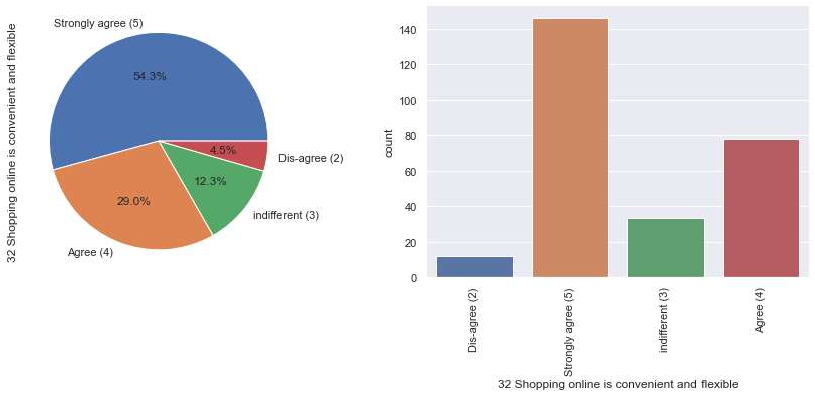 32 Shopping online is convenient and flexible
Strongly agree (5)
54.3%
4.5%
Dis-agree (2)
12.3%
29.0%
indifferent (3)
Agree (4)
count
140
120
100
80
60
40
20
0
Dis-agree (2)
Strongly agree (5)
indifferent (3)
Agree (4)
32 Shopping online is convenient and flexible